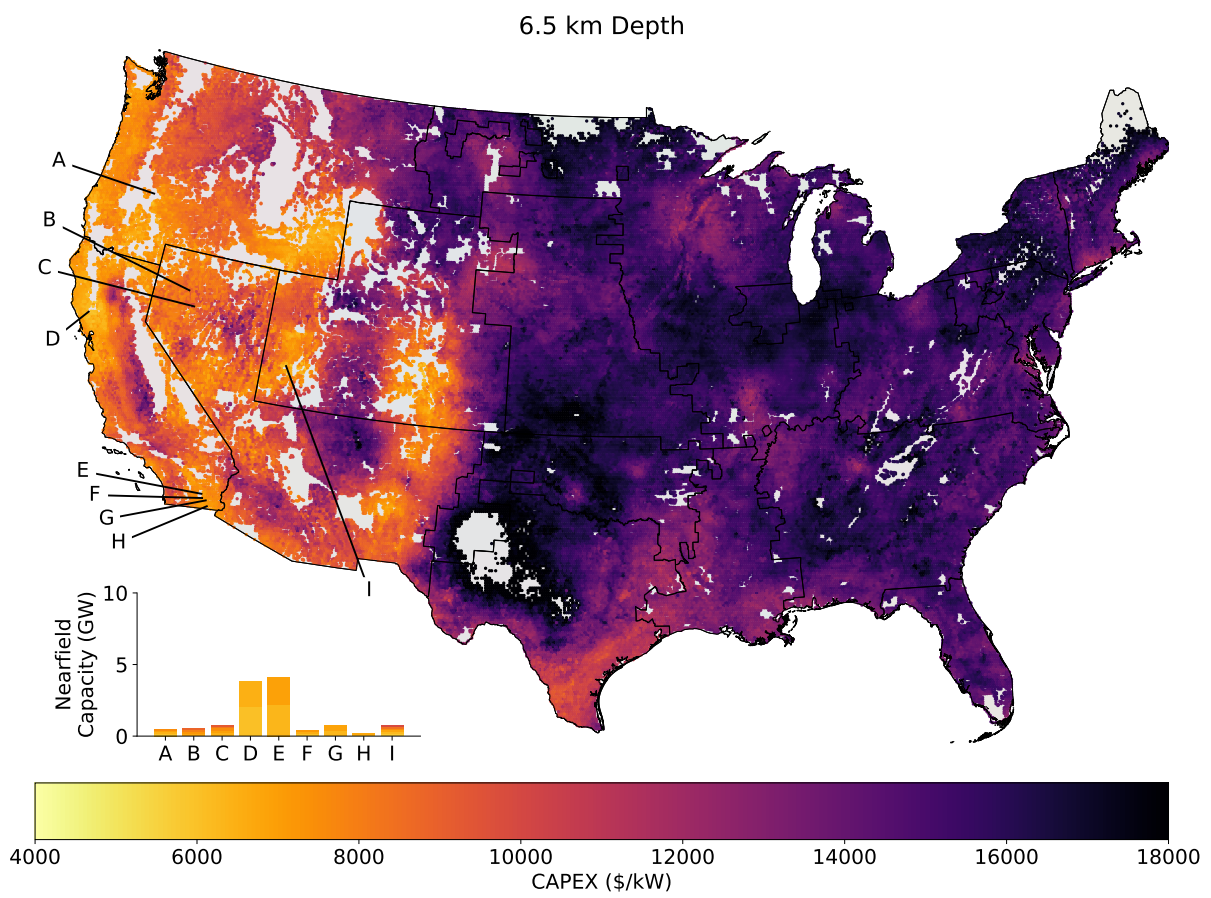 6.5 km Depth
A
B
C
D
E
F
G
H
I
10
5
0
Nearfield
Capacity (GW)
A B C D E F G H I
4000 6000 8000 10000 12000 14000 16000 18000
CAPEX ($/kW)